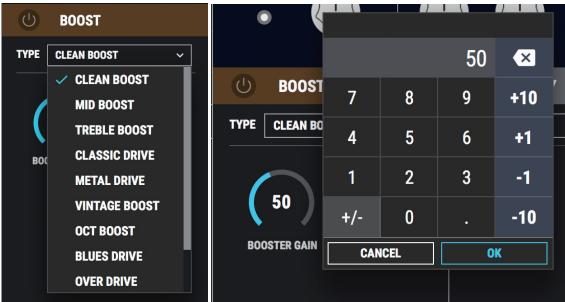 BOOST
TYPE CLEAN BOOST
CLEAN BOOST
MID BOOST
TREBLE BOOST
CLASSIC DRIVE
METAL DRIVE
VINTAGE BOOST
OCT BOOST
BLUES DRIVE
OVER DRIVE
BOO
BOOST
TYPE CLEAN BO
50
BOOSTER GAIN
50
7 8 9 +10
4 5 6 +1
1 2 3 -1
+/- 0 . -10
CANCEL OK